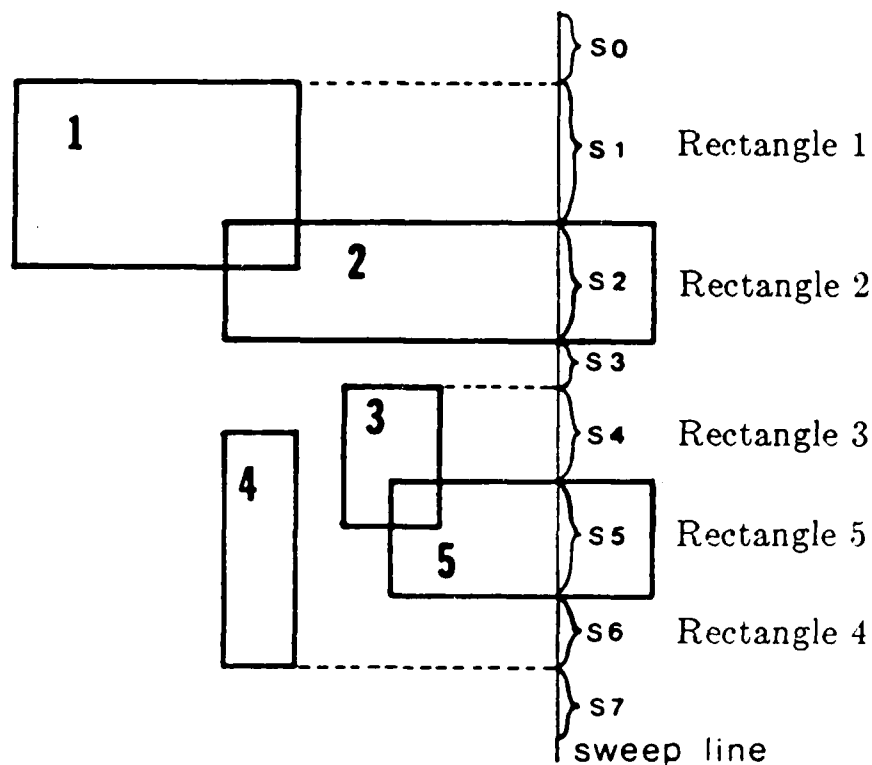 S0
1
S1 Rectangle 1
2
S2 Rectangle 2
S3
3
S4 Rectangle 3
4
S5 Rectangle 5
5
S6 Rectangle 4
S7
sweep line